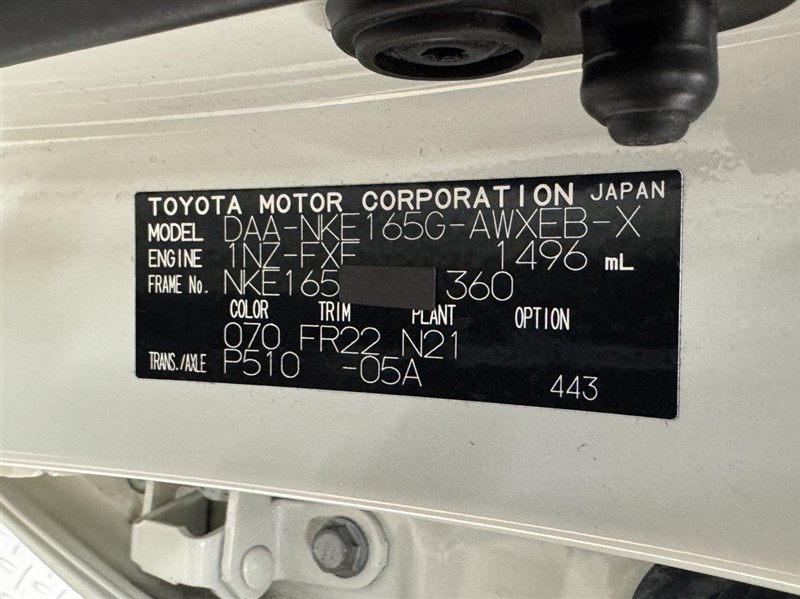 TOYOTA MOTOR CORPORATION JAPAN
MODEL DAA-NKE165G-AWXEB-X
ENGINE 1NZ-FXE 1496 mL
FRAME No. NKE165 360
COLOR TRIM PLANT OPTION
070 FR22 N21
TRANS./AXLE P510 -05A
443